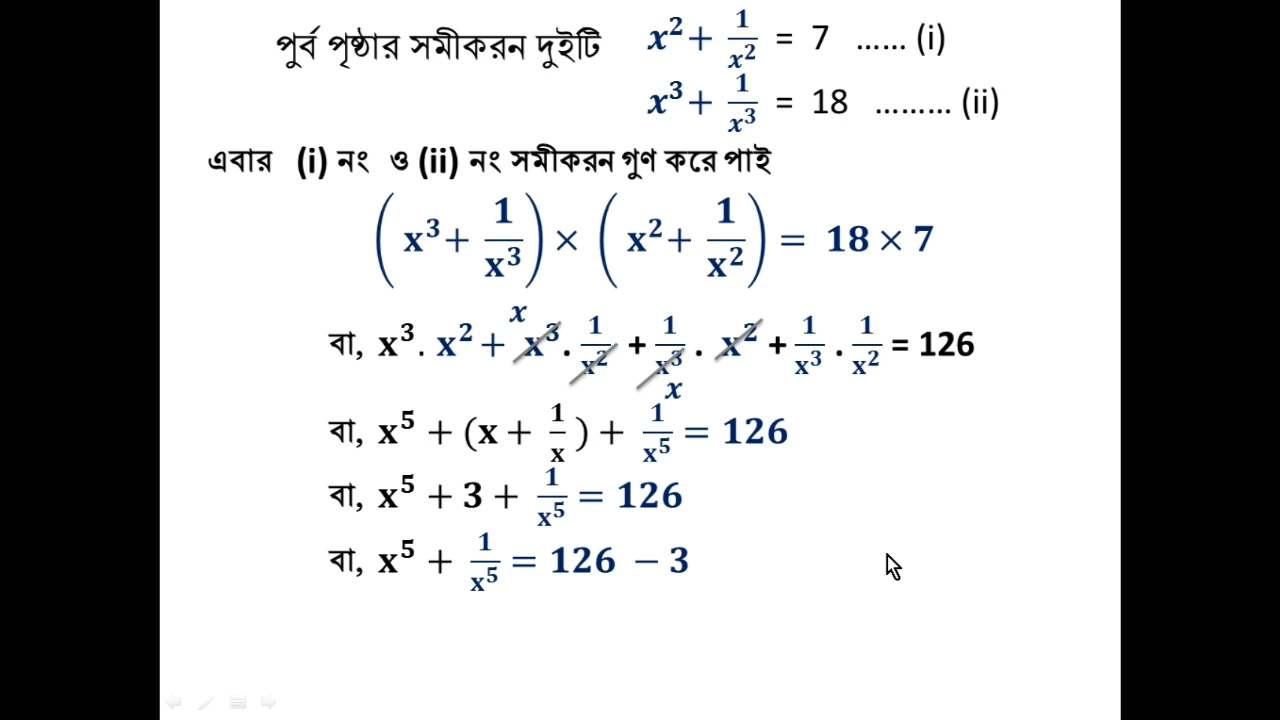 পুর্ব পৃষ্ঠার সমীকরন দুইটি x² + 1/x² = 7 …… (i)
x³ + 1/x³ = 18 ……… (ii)
এবার (i) নং ও (ii) নং সমীকরন গুণ করে পাই
(x³ + 1/x³) × (x² + 1/x²) = 18 × 7
x
বা, x³. x² + x³. 1/x² + 1/x³ . x² + 1/x³ . 1/x² = 126
x
বা, x⁵ + (x + 1/x) + 1/x⁵ = 126
বা, x⁵ + 3 + 1/x⁵ = 126
বা, x⁵ + 1/x⁵ = 126 − 3